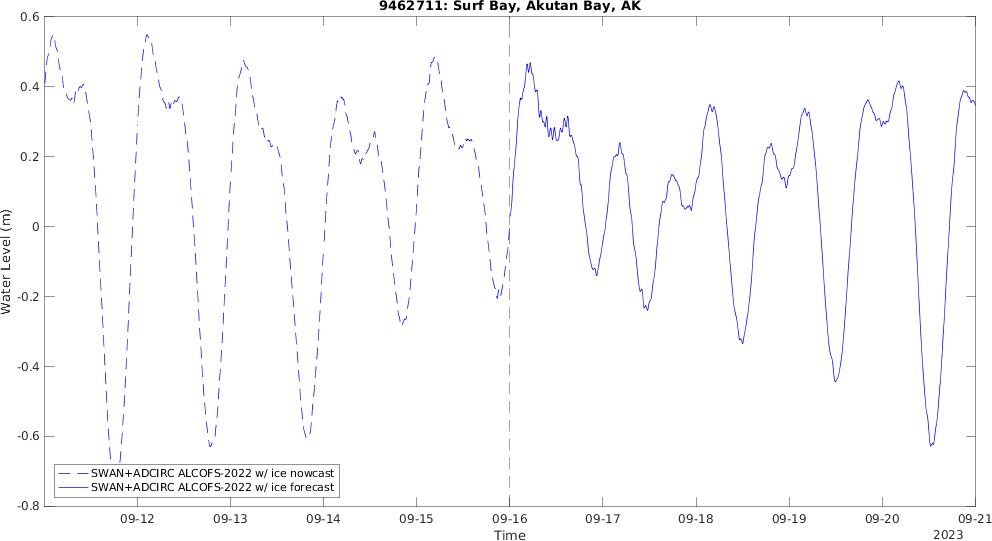 9462711: Surf Bay, Akutan Bay, AK
Water Level (m)
0.6
0.4
0.2
0
-0.2
-0.4
-0.6
-0.8
SWAN+ADCIRC ALCOFS-2022 w/ ice nowcast
SWAN+ADCIRC ALCOFS-2022 w/ ice forecast
09-12 09-13 09-14 09-15 09-16 09-17 09-18 09-19 09-20 09-21
Time
2023